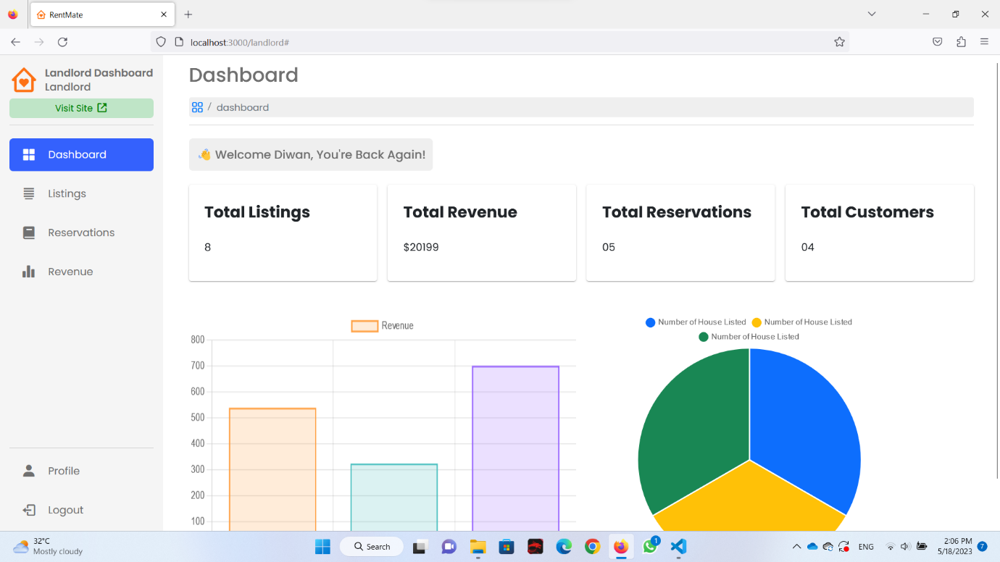 RentMate
localhost:3000/landlord#
Landlord Dashboard
Landlord
Visit Site
Dashboard
Listings
Reservations
Revenue
Profile
Logout
Dashboard
/ dashboard
👋 Welcome Diwan, You're Back Again!
Total Listings
8
Total Revenue
$20199
Total Reservations
05
Total Customers
04
Revenue
800
700
600
500
400
300
200
100
Number of House Listed
Number of House Listed
Number of House Listed
32°C
Mostly cloudy
Search
1
ENG
2:06 PM
5/18/2023
7